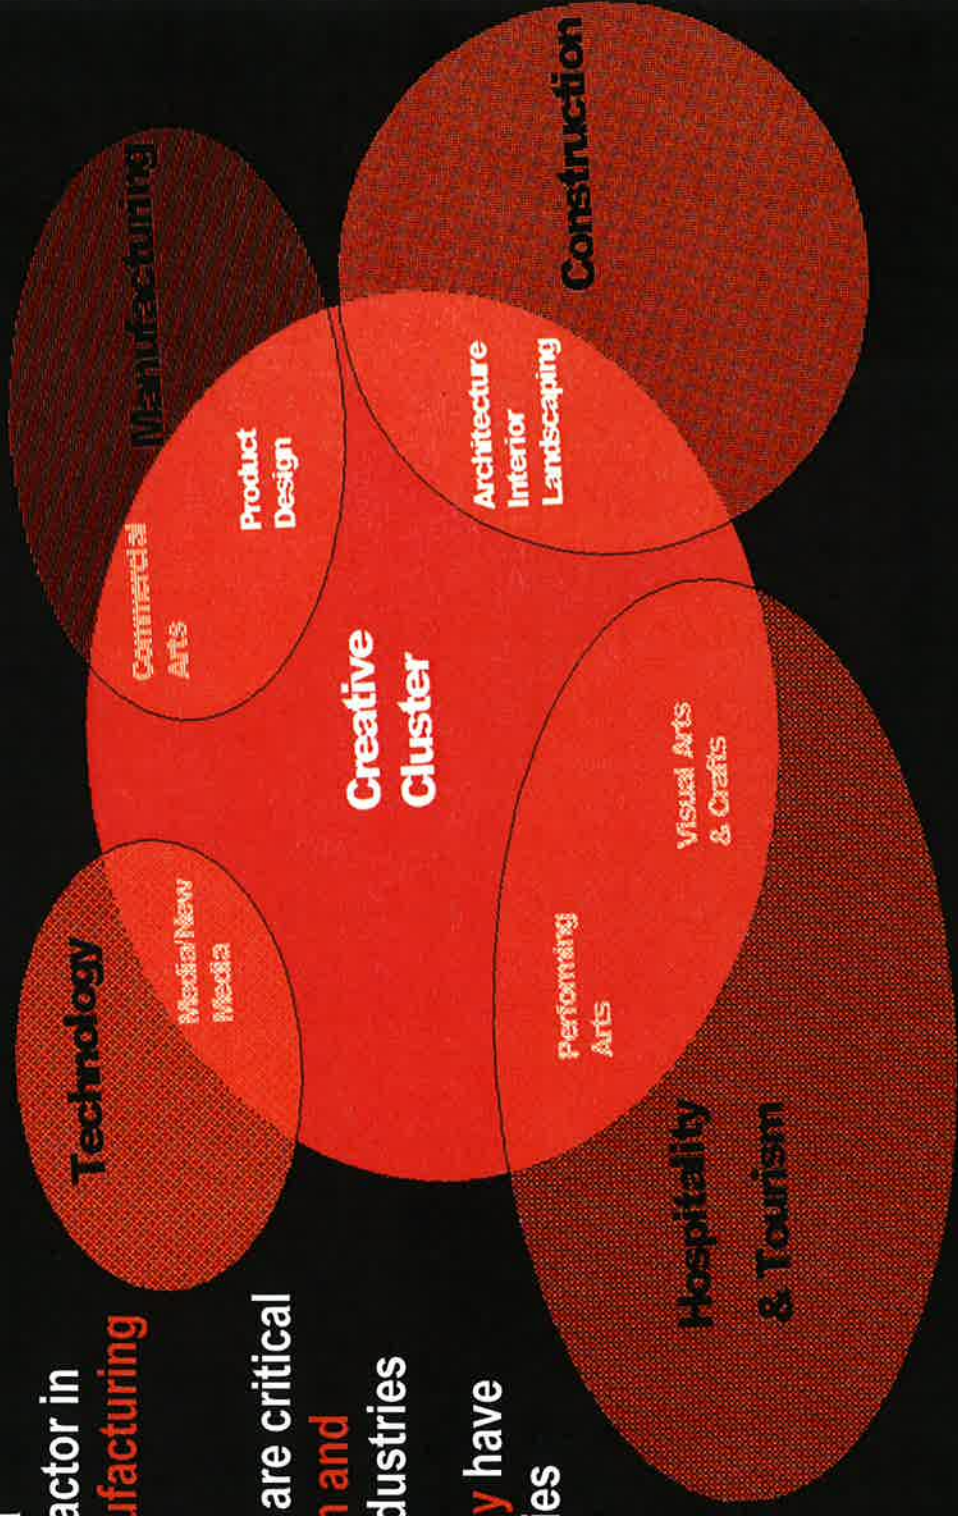 actor in
ufacturing
are critical
and
dustries
y have
ies
Technology
Media/New
Media
Manufacturing
Commercial
Arts
Product
Design
Creative
Cluster
Architecture
Interior
Landscaping
Construction
Performing
Arts
Visual Arts
& Crafts
Hospitality
& Tourism